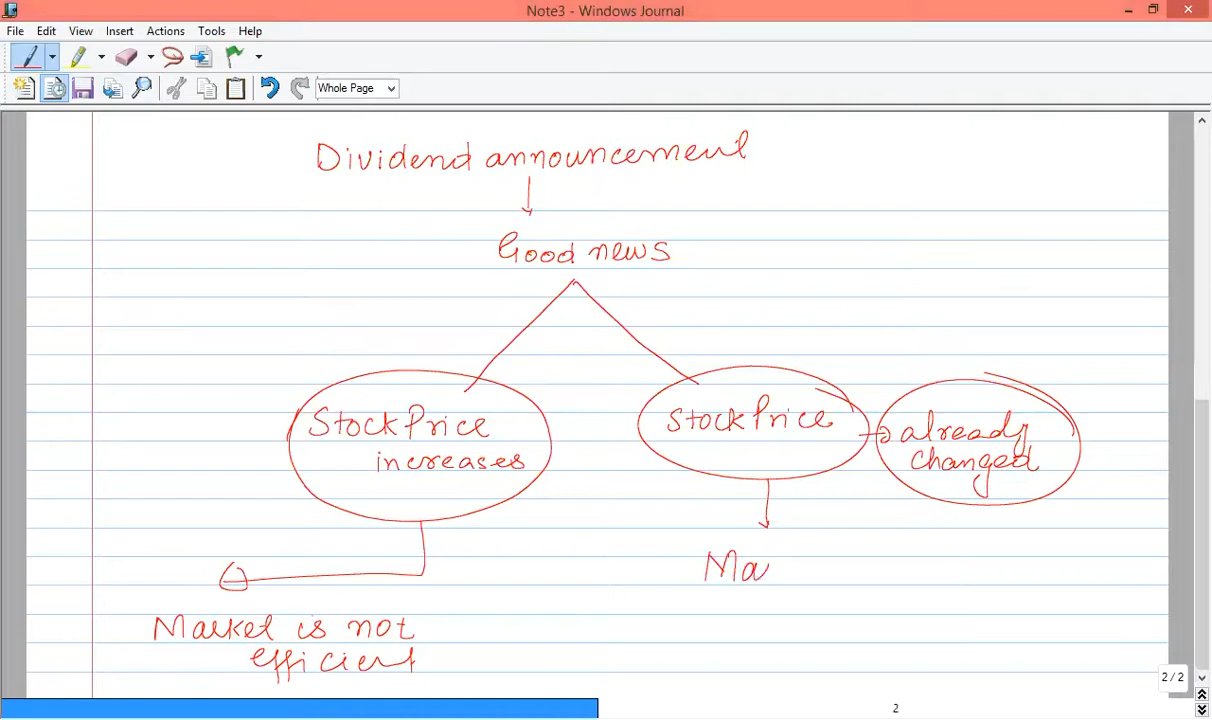 Note3 - Windows Journal
File Edit View Insert Actions Tools Help
Whole Page
Dividend announcement
Good news
Stock Price
increases
Stock Price
already
changed
Ma
Market is not
efficient
2 / 2
2